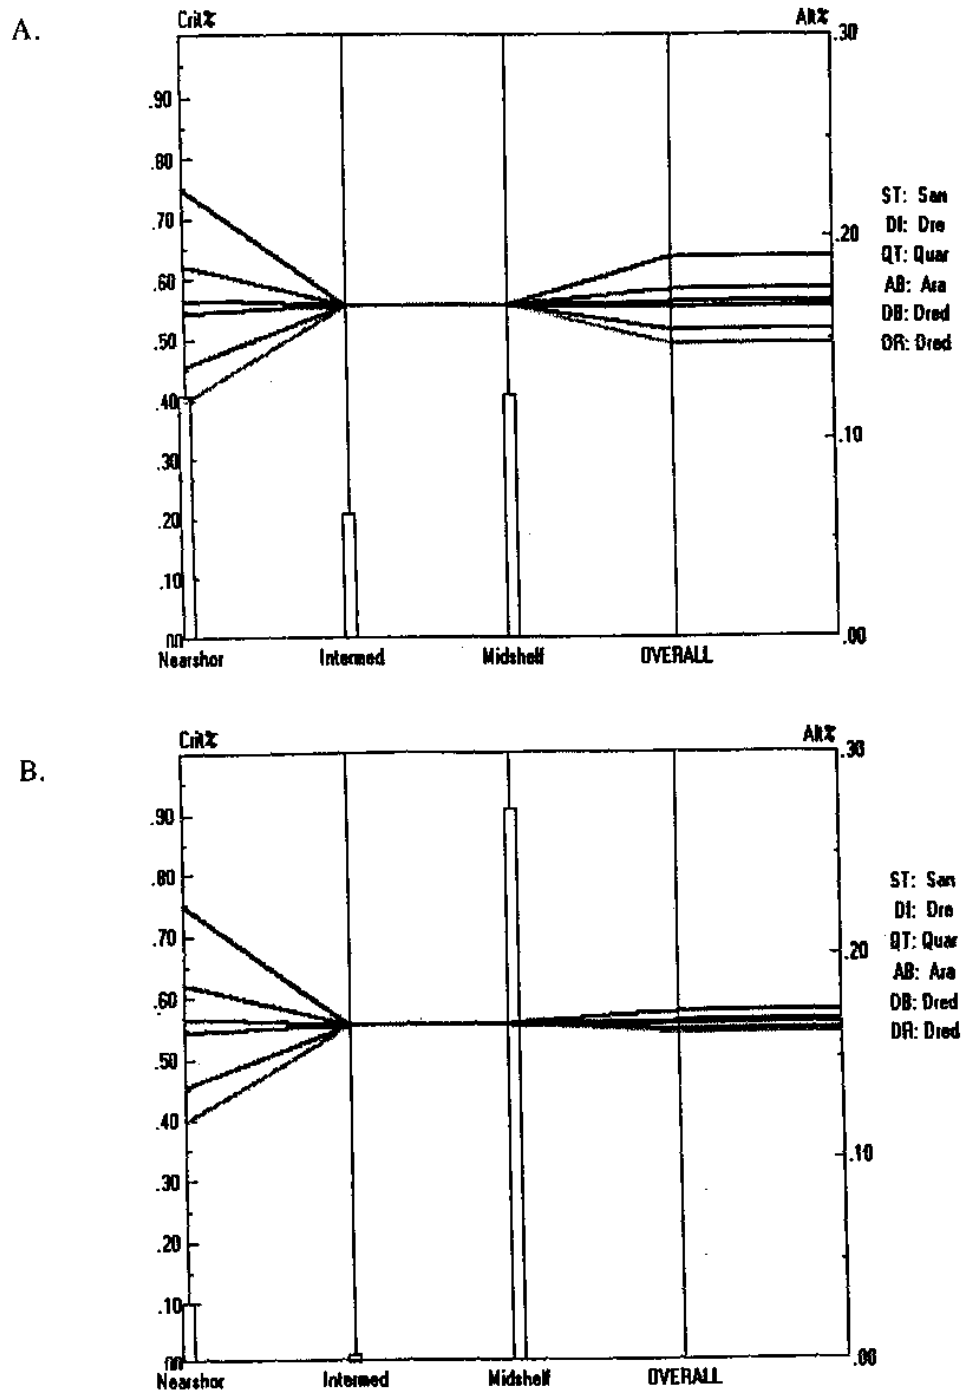 A.
Crit%
Alt%
.90
.80
.70
.60
.50
.40
.30
.20
.10
.00
.30
.20
.10
.00
ST: San
DI: Dre
QT: Quar
AB: Ara
DB: Dred
DR: Dred
Nearshor Intermed Midshelf OVERALL
B.
Crit%
Alt%
.90
.80
.70
.60
.50
.40
.30
.20
.10
.00
.30
.20
.10
.00
ST: San
DI: Dre
QT: Quar
AB: Ara
DB: Dred
DR: Dred
Nearshor Intermed Midshelf OVERALL